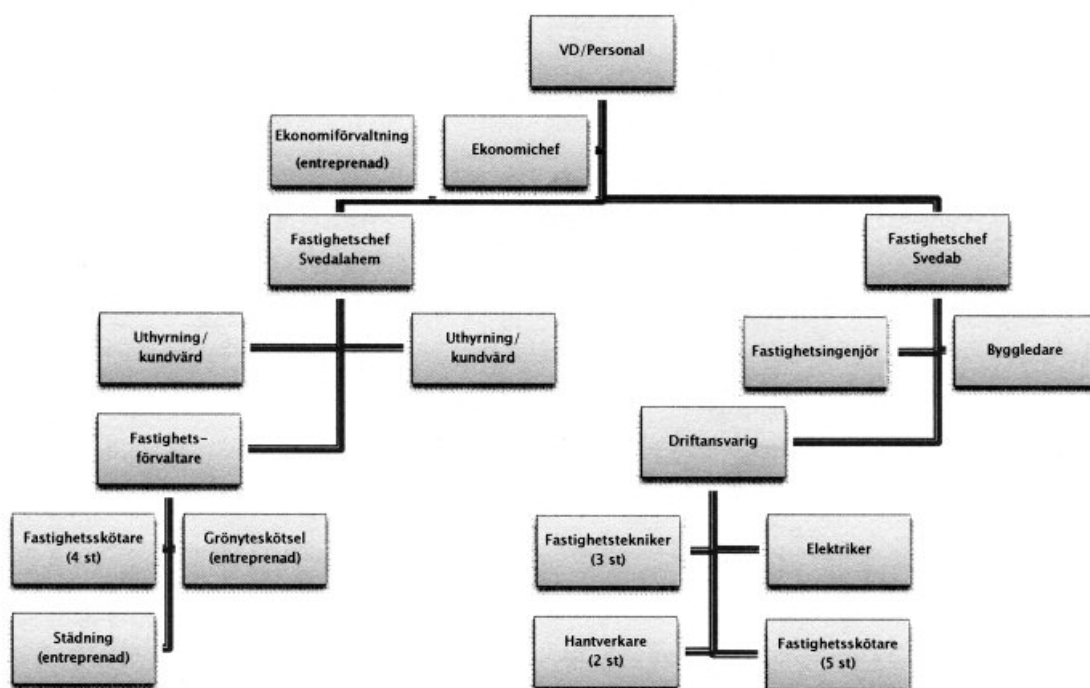 VD/Personal
Ekonomiförvaltning
(entreprenad)
Ekonomichef
Fastighetschef
Svedalahem
Fastighetschef
Svedab
Uthyrning/
kundvärd
Uthyrning/
kundvärd
Fastighetsingenjör
Byggledare
Fastighets-
förvaltare
Driftansvarig
Fastighetsskötare
(4 st)
Grönyteskötsel
(entreprenad)
Fastighetstekniker
(3 st)
Elektriker
Städning
(entreprenad)
Hantverkare
(2 st)
Fastighetsskötare
(5 st)